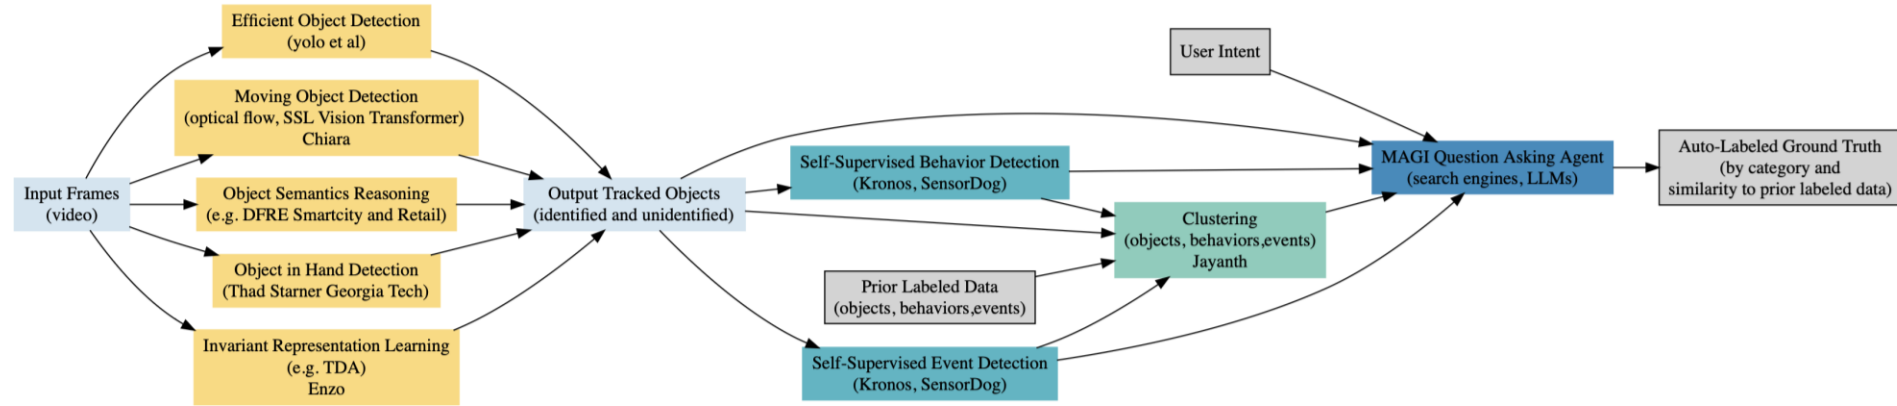 Efficient Object Detection
(yolo et al)
Moving Object Detection
(optical flow, SSL Vision Transformer)
Chiara
Input Frames
(video)
Object Semantics Reasoning
(e.g. DFRE Smartcity and Retail)
Object in Hand Detection
(Thad Starner Georgia Tech)
Invariant Representation Learning
(e.g. TDA)
Enzo
Output Tracked Objects
(identified and unidentified)
Self-Supervised Behavior Detection
(Kronos, SensorDog)
Prior Labeled Data
(objects, behaviors,events)
Self-Supervised Event Detection
(Kronos, SensorDog)
Clustering
(objects, behaviors,events)
Jayanth
User Intent
MAGI Question Asking Agent
(search engines, LLMs)
Auto-Labeled Ground Truth
(by category and
similarity to prior labeled data)